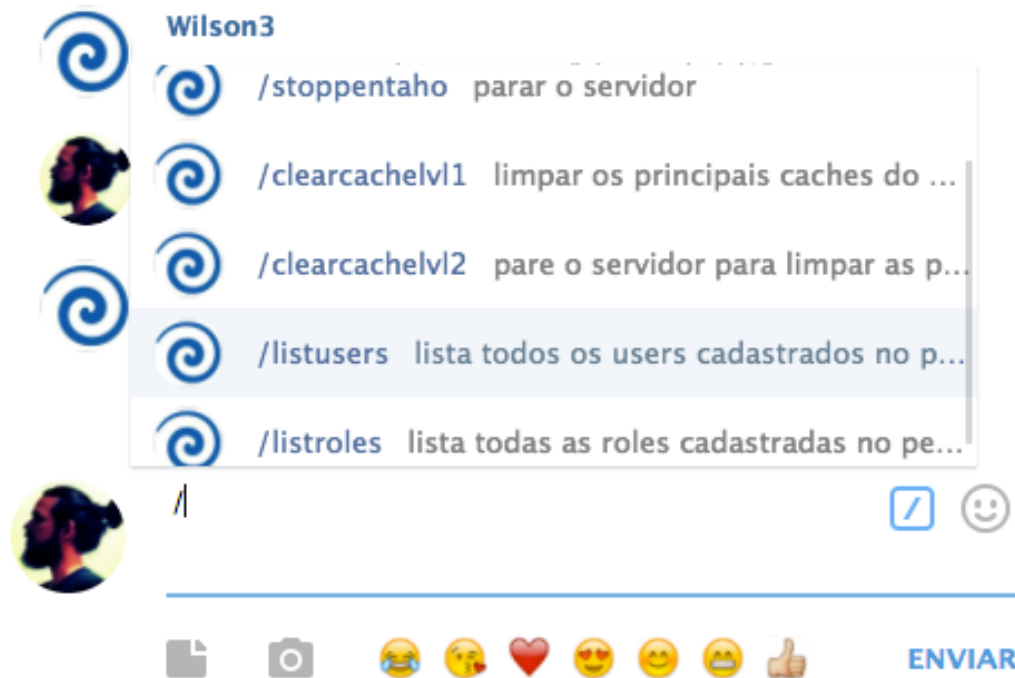 Wilson3
/stoppentaho parar o servidor
/clearcachelvl1 limpar os principais caches do ...
/clearcachelvl2 pare o servidor para limpar as p...
/listusers lista todos os users cadastrados no p...
/listroles lista todas as roles cadastradas no pe...
/
/
ENVIAR